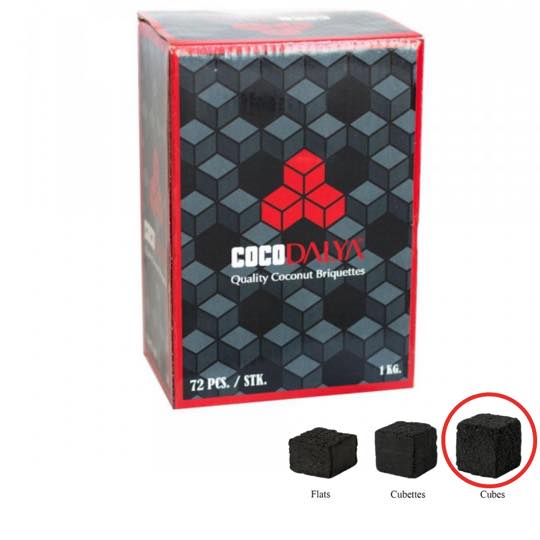 COCODALYA
Quality Coconut Briquettes
72 PCS. / STK.
1 KG.
Flats
Cubettes
Cubes